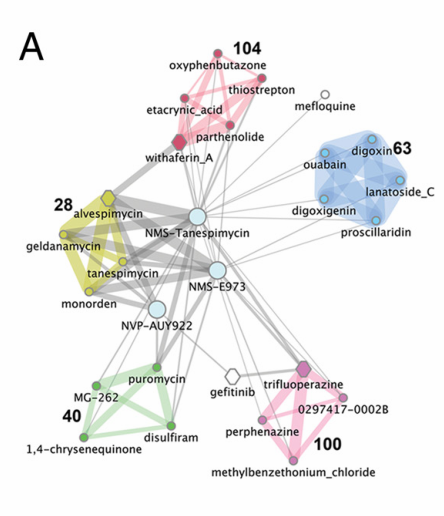 A
104
oxyphenbutazone
thiostrepton
etacrynic_acid
mefloquine
parthenolide
withaferin_A
digoxin 63
ouabain
lanatoside_C
28
alvespimycin
digoxigenin
NMS-Tanespimycin
proscillaridin
geldanamycin
tanespimycin
NMS-E973
monorden
NVP-AUY922
puromycin
gefitinib
trifluoperazine
MG-262
0297417-0002B
40
disulfiram
perphenazine
1,4-chrysenequinone
100
methylbenzethonium_chloride